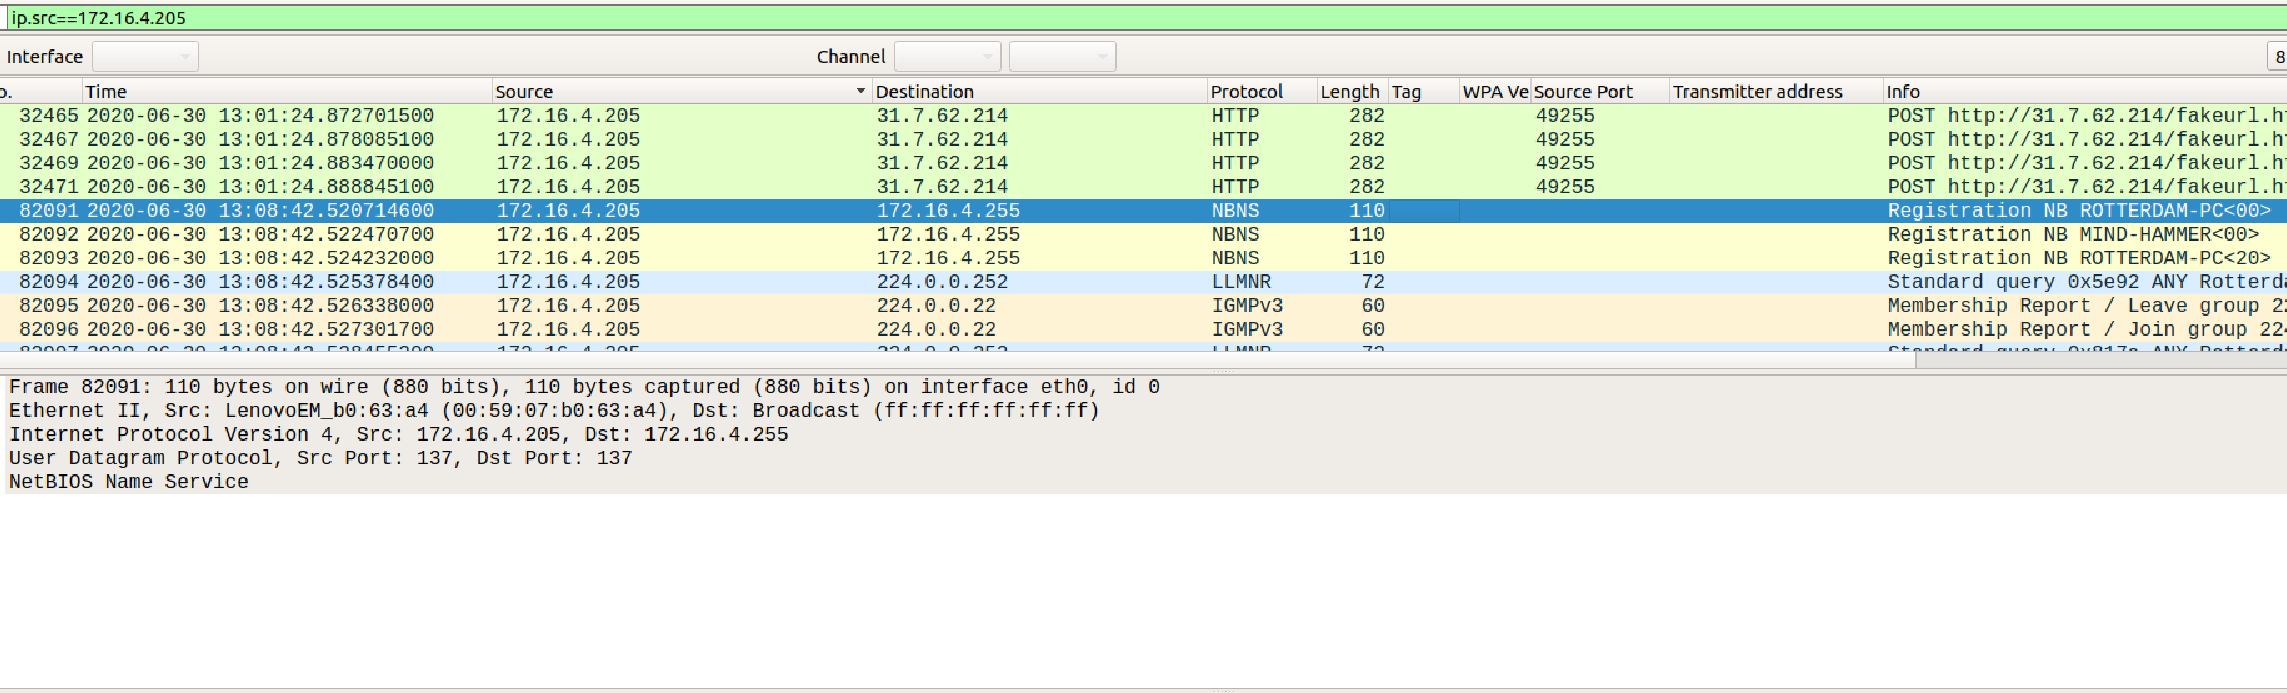 ip.src==172.16.4.205
Interface Channel 8
o. Time Source Destination Protocol Length Tag WPA Ve Source Port Transmitter address Info
32465 2020-06-30 13:01:24.872701500 172.16.4.205 31.7.62.214 HTTP 282 49255 POST http://31.7.62.214/fakeurl.h
32467 2020-06-30 13:01:24.878085100 172.16.4.205 31.7.62.214 HTTP 282 49255 POST http://31.7.62.214/fakeurl.h
32469 2020-06-30 13:01:24.883470000 172.16.4.205 31.7.62.214 HTTP 282 49255 POST http://31.7.62.214/fakeurl.h
32471 2020-06-30 13:01:24.888845100 172.16.4.205 31.7.62.214 HTTP 282 49255 POST http://31.7.62.214/fakeurl.h
82091 2020-06-30 13:08:42.520714600 172.16.4.205 172.16.4.255 NBNS 110 Registration NB ROTTERDAM-PC<00>
82092 2020-06-30 13:08:42.522470700 172.16.4.205 172.16.4.255 NBNS 110 Registration NB MIND-HAMMER<00>
82093 2020-06-30 13:08:42.524232000 172.16.4.205 172.16.4.255 NBNS 110 Registration NB ROTTERDAM-PC<20>
82094 2020-06-30 13:08:42.525378400 172.16.4.205 224.0.0.252 LLMNR 72 Standard query 0x5e92 ANY Rotterda
82095 2020-06-30 13:08:42.526338000 172.16.4.205 224.0.0.22 IGMPv3 60 Membership Report / Leave group 22
82096 2020-06-30 13:08:42.527301700 172.16.4.205 224.0.0.22 IGMPv3 60 Membership Report / Join group 224
Frame 82091: 110 bytes on wire (880 bits), 110 bytes captured (880 bits) on interface eth0, id 0
Ethernet II, Src: LenovoEM_b0:63:a4 (00:59:07:b0:63:a4), Dst: Broadcast (ff:ff:ff:ff:ff:ff)
Internet Protocol Version 4, Src: 172.16.4.205, Dst: 172.16.4.255
User Datagram Protocol, Src Port: 137, Dst Port: 137
NetBIOS Name Service